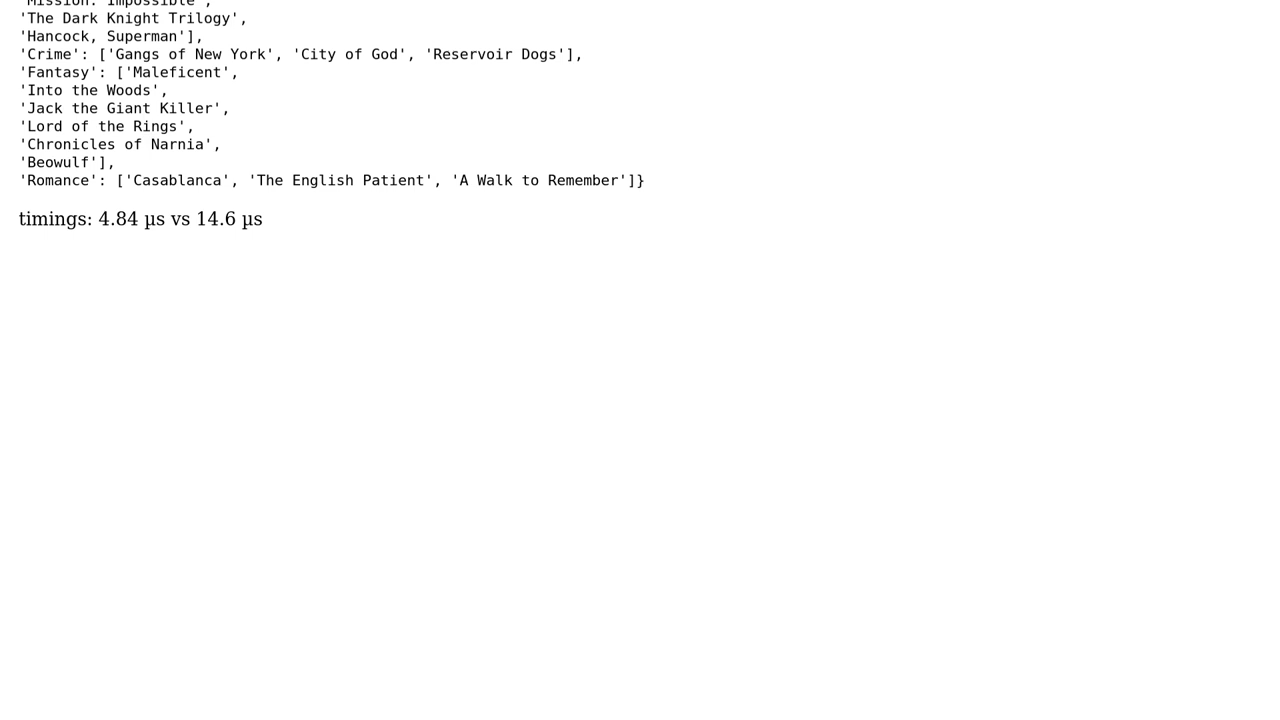 'Mission: Impossible',
'The Dark Knight Trilogy',
'Hancock, Superman'],
'Crime': ['Gangs of New York', 'City of God', 'Reservoir Dogs'],
'Fantasy': ['Maleficent',
'Into the Woods',
'Jack the Giant Killer',
'Lord of the Rings',
'Chronicles of Narnia',
'Beowulf'],
'Romance': ['Casablanca', 'The English Patient', 'A Walk to Remember']}
timings: 4.84 µs vs 14.6 µs